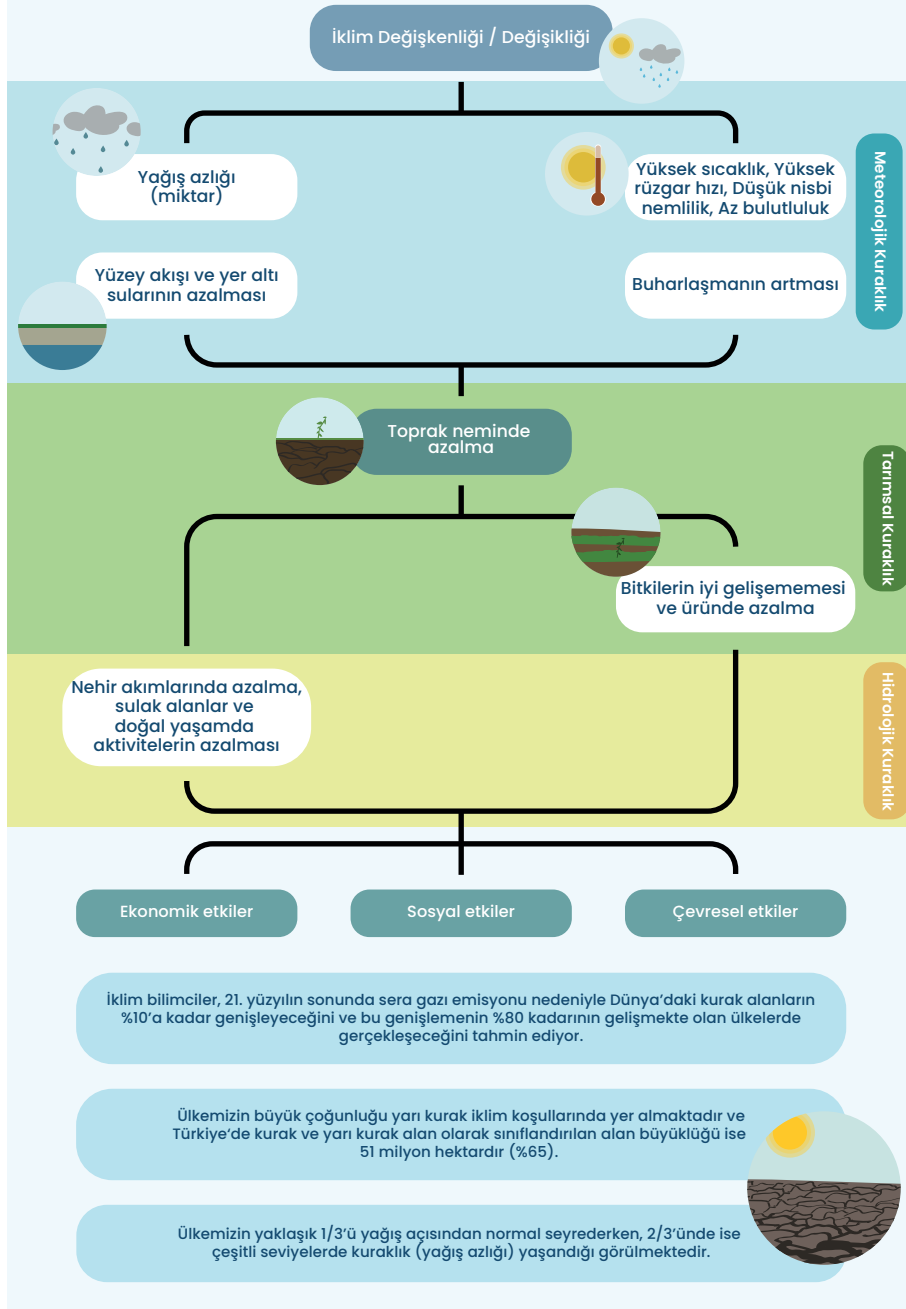 İklim Değişkenliği / Değişikliği
Yağış azlığı
(miktar)
Yüksek sıcaklık, Yüksek
rüzgar hızı, Düşük nisbi
nemlilik, Az bulutluluk
Meteorolojik Kuraklık
Yüzey akışı ve yer altı
sularının azalması
Buharlaşmanın artması
Toprak neminde
azalma
Tarımsal Kuraklık
Bitkilerin iyi gelişememesi
ve üründe azalma
Nehir akımlarında azalma,
sulak alanlar ve
doğal yaşamda
aktivitelerin azalması
Hidrolojik Kuraklık
Ekonomik etkiler
Sosyal etkiler
Çevresel etkiler
İklim bilimciler, 21. yüzyılın sonunda sera gazı emisyonu nedeniyle Dünya’daki kurak alanların
%10’a kadar genişleyeceğini ve bu genişlemenin %80 kadarının gelişmekte olan ülkelerde
gerçekleşeceğini tahmin ediyor.
Ülkemizin büyük çoğunluğu yarı kurak iklim koşullarında yer almaktadır ve
Türkiye‘de kurak ve yarı kurak alan olarak sınıflandırılan alan büyüklüğü ise
51 milyon hektardır (%65).
Ülkemizin yaklaşık 1/3’ü yağış açısından normal seyrederken, 2/3’ünde ise
çeşitli seviyelerde kuraklık (yağış azlığı) yaşandığı görülmektedir.